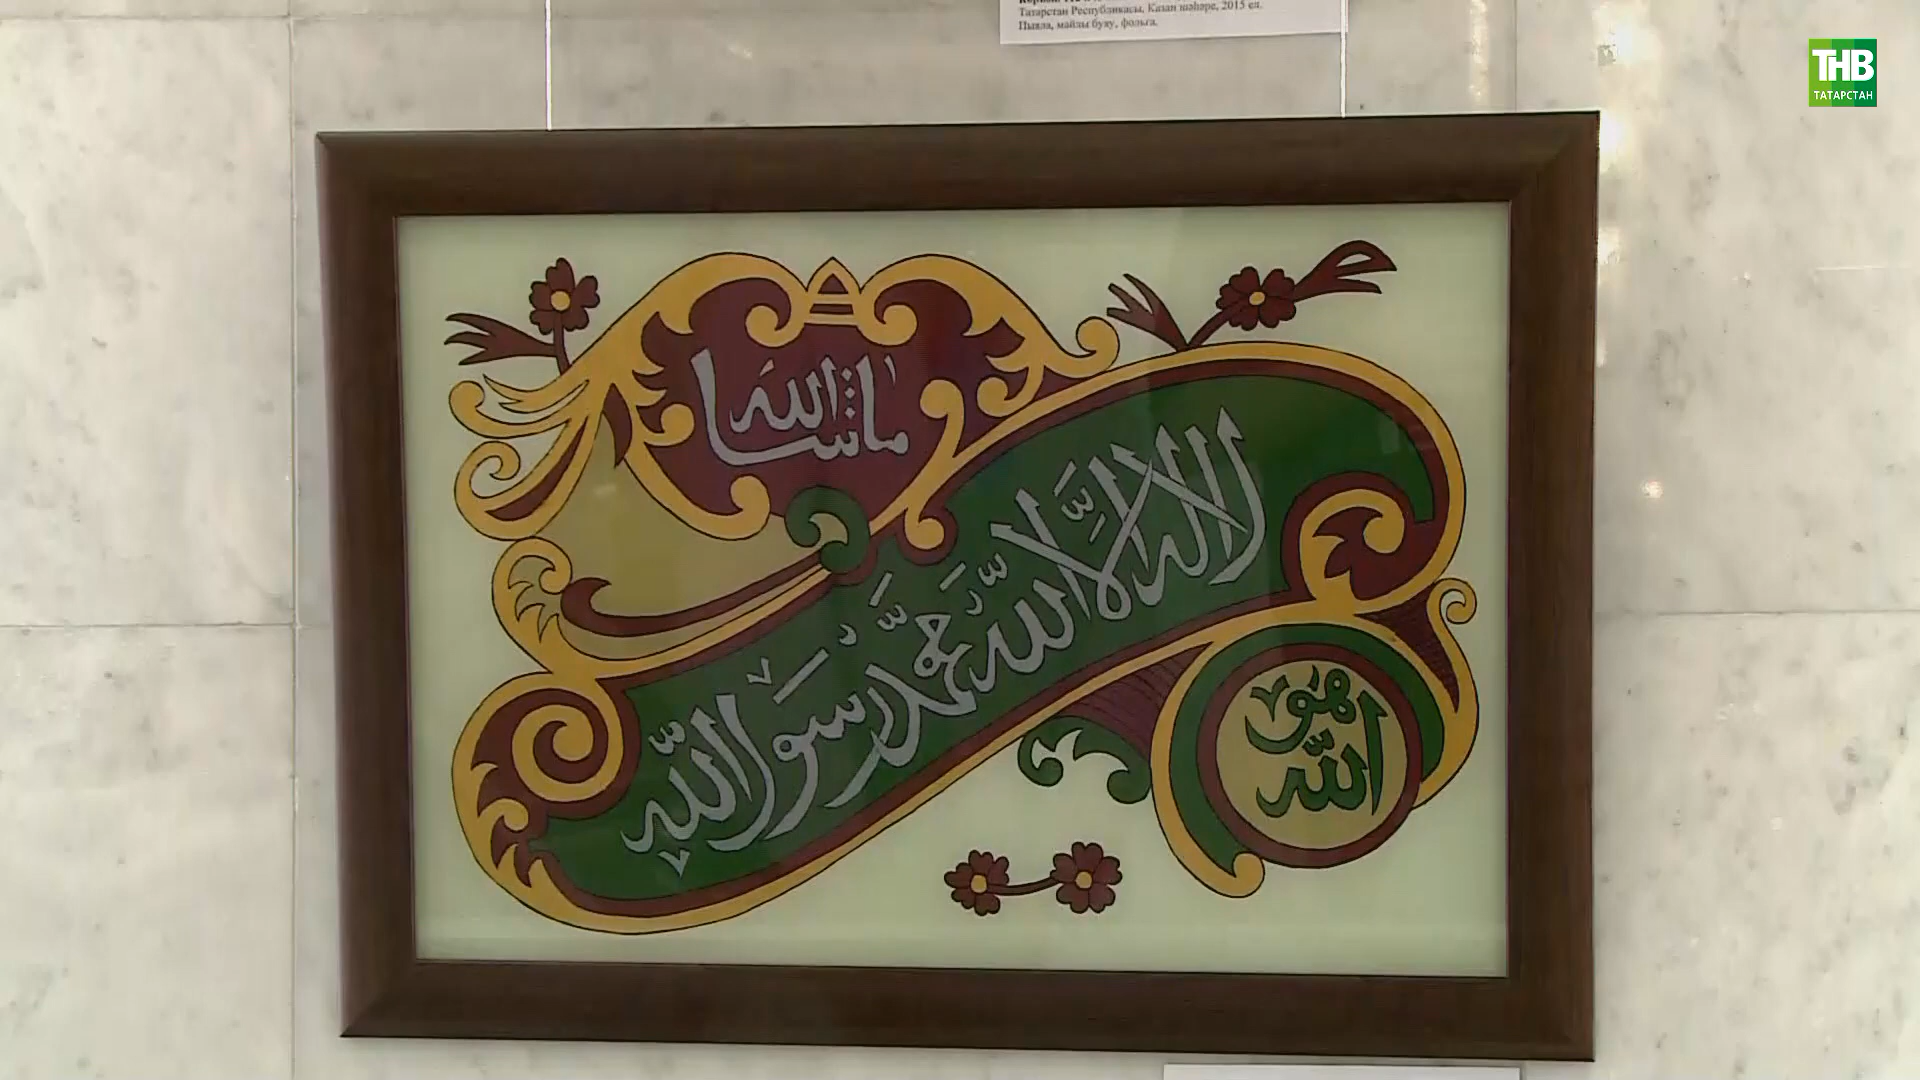 Татарстан Республикасы, Казан шәһәре, 2015 ел.
Пыяла, майлы буяу, фольга.
ТНВ
ТАТАРСТАН
ما شاء الله
لا اله الا الله محمد رسول الله
هو الله